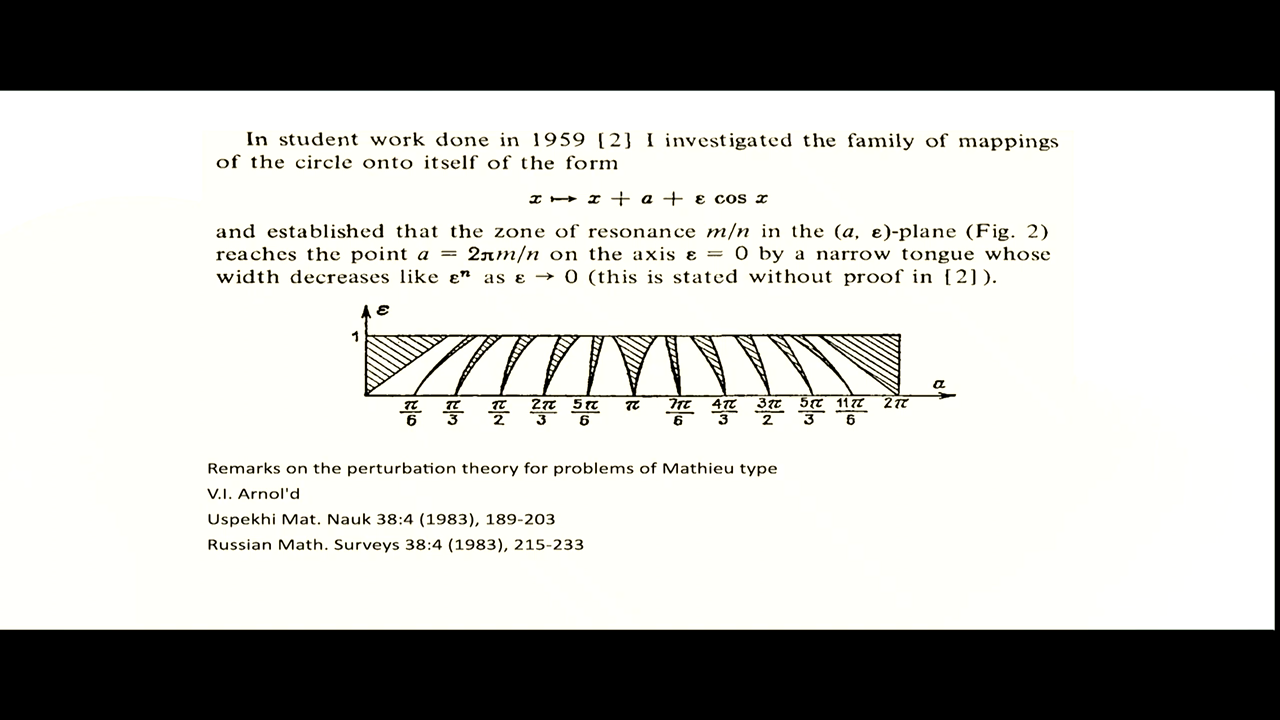 In student work done in 1959 [2] I investigated the family of mappings
of the circle onto itself of the form
x ↦ x + a + ε cos x
and established that the zone of resonance m/n in the (a, ε)-plane (Fig. 2)
reaches the point a = 2πm/n on the axis ε = 0 by a narrow tongue whose
width decreases like εⁿ as ε → 0 (this is stated without proof in [2]).
ε
1
a
π/6 π/3 π/2 2π/3 5π/6 π 7π/6 4π/3 3π/2 5π/3 11π/6 2π
Remarks on the perturbation theory for problems of Mathieu type
V.I. Arnol'd
Uspekhi Mat. Nauk 38:4 (1983), 189-203
Russian Math. Surveys 38:4 (1983), 215-233